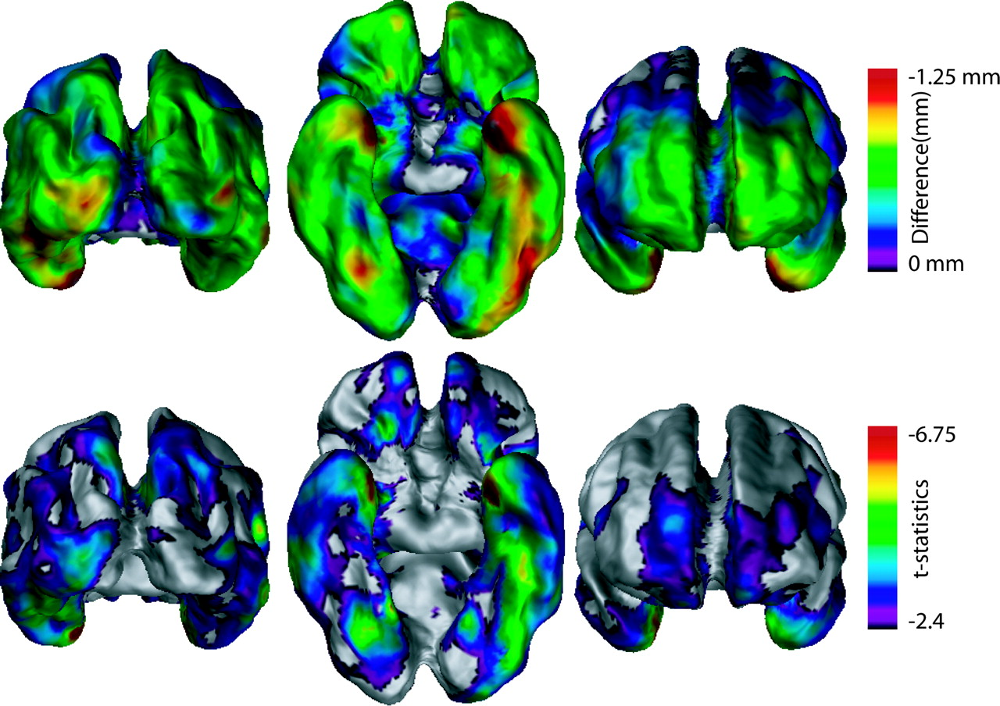 -1.25 mm
Difference(mm)
0 mm
-6.75
t-statistics
-2.4